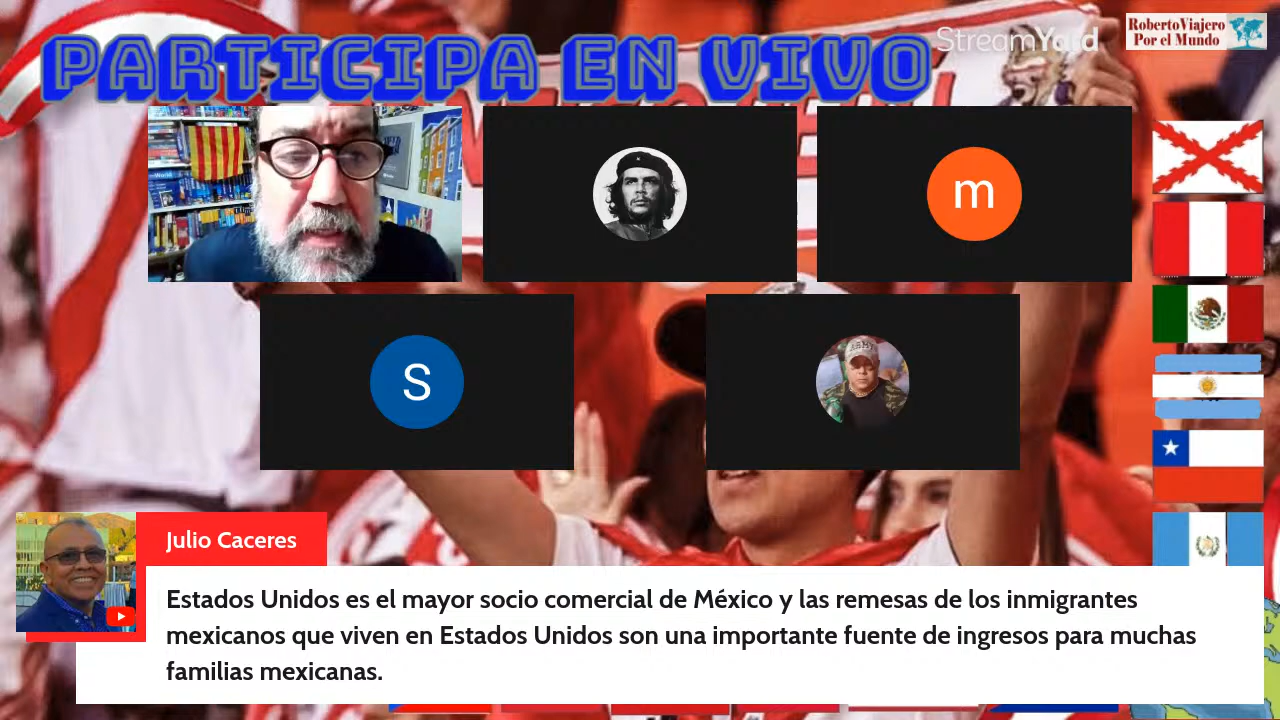 PARTICIPA EN VIVO
StreamYard
RobertoViajero
Por el Mundo
m
S
Julio Caceres
Estados Unidos es el mayor socio comercial de México y las remesas de los inmigrantes
mexicanos que viven en Estados Unidos son una importante fuente de ingresos para muchas
familias mexicanas.